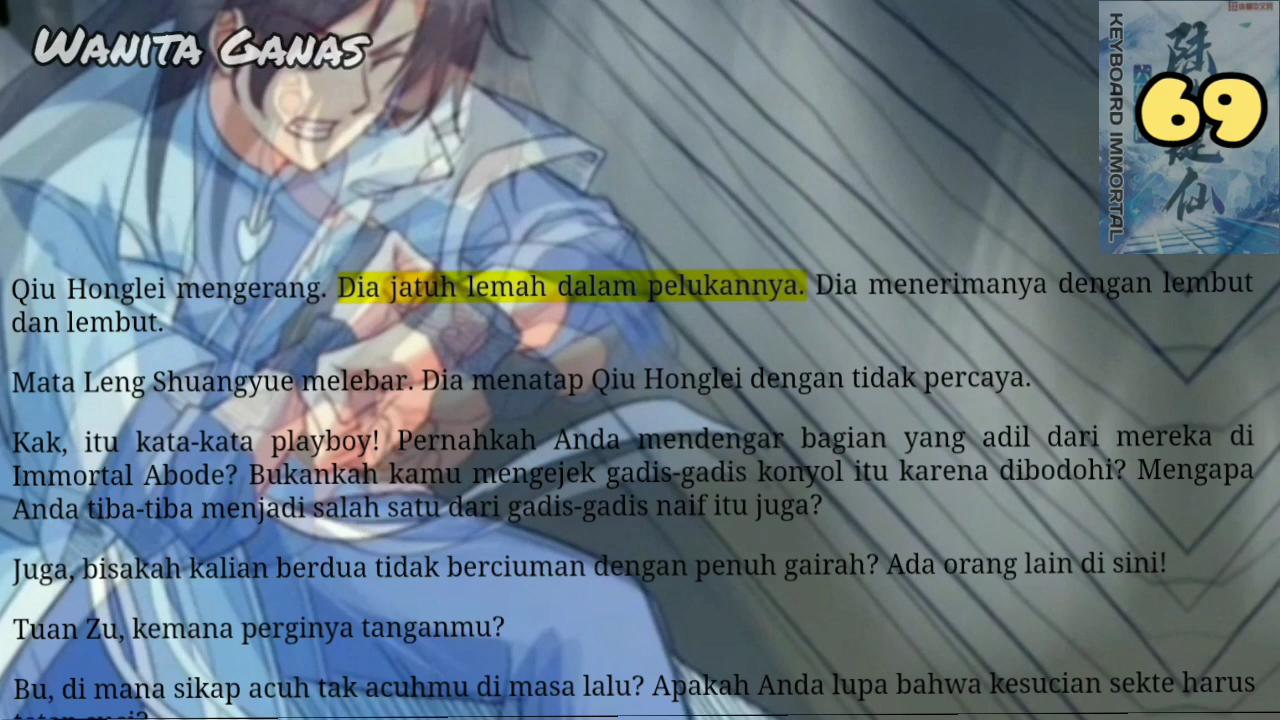 Wanita Ganas
KEYBOARD IMMORTAL
69
Qiu Honglei mengerang. Dia jatuh lemah dalam pelukannya. Dia menerimanya dengan lembut
dan lembut.
Mata Leng Shuangyue melebar. Dia menatap Qiu Honglei dengan tidak percaya.
Kak, itu kata-kata playboy! Pernahkah Anda mendengar bagian yang adil dari mereka di
Immortal Abode? Bukankah kamu mengejek gadis-gadis konyol itu karena dibodohi? Mengapa
Anda tiba-tiba menjadi salah satu dari gadis-gadis naif itu juga?
Juga, bisakah kalian berdua tidak berciuman dengan penuh gairah? Ada orang lain di sini!
Tuan Zu, kemana perginya tanganmu?
Bu, di mana sikap acuh tak acuhmu di masa lalu? Apakah Anda lupa bahwa kesucian sekte harus